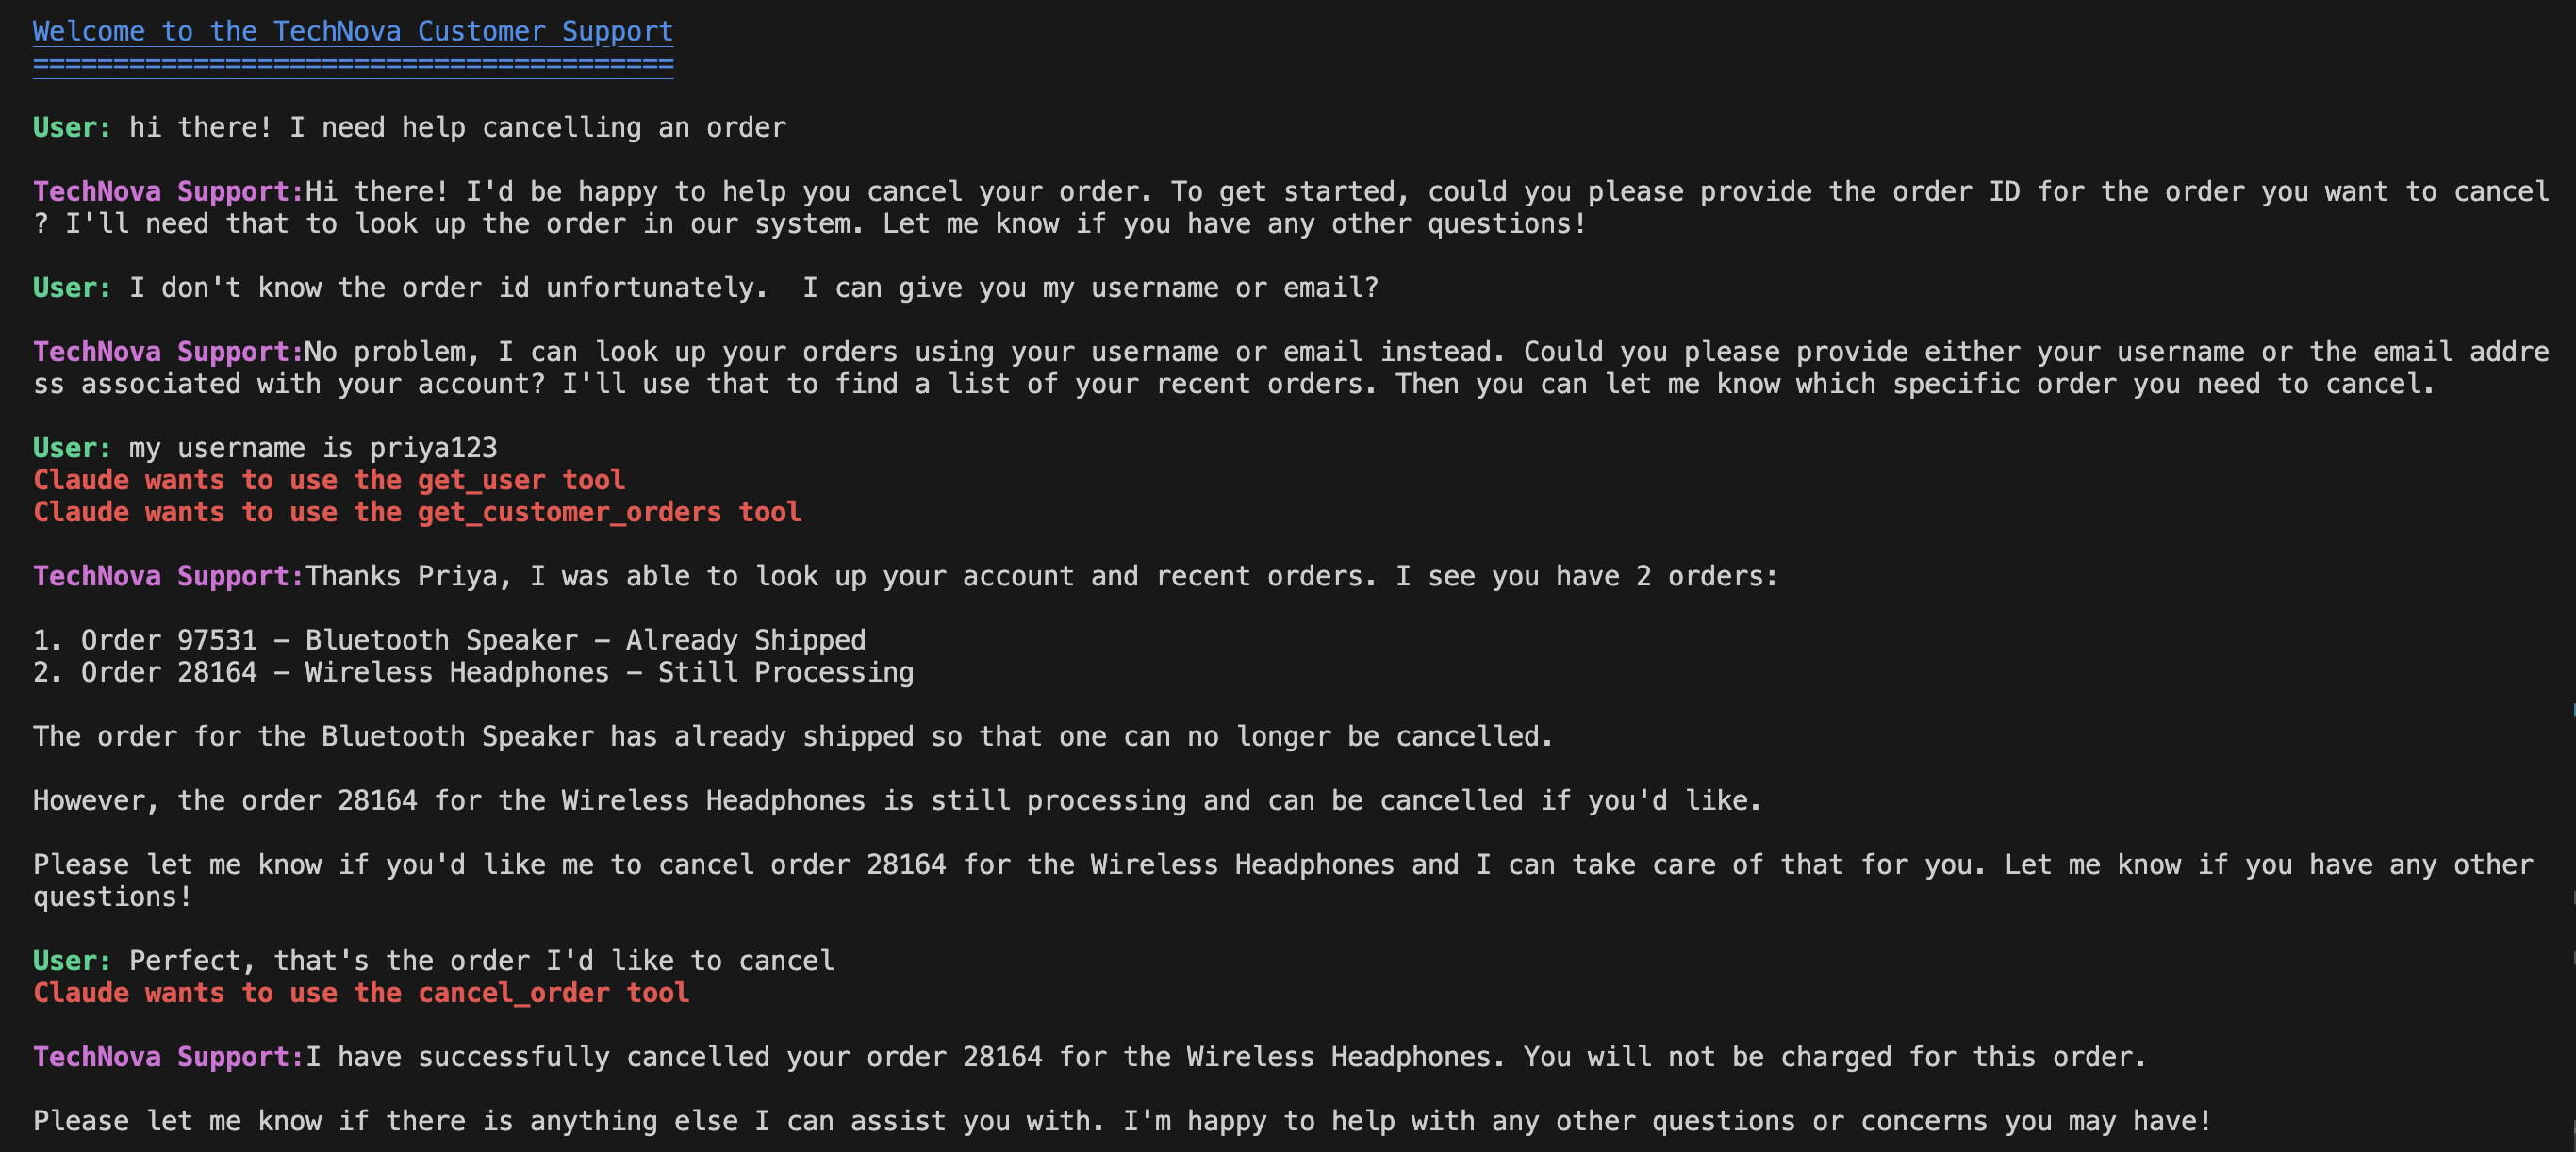 Welcome to the TechNova Customer Support
========================================
User: hi there! I need help cancelling an order
TechNova Support:Hi there! I'd be happy to help you cancel your order. To get started, could you please provide the order ID for the order you want to cancel
? I'll need that to look up the order in our system. Let me know if you have any other questions!
User: I don't know the order id unfortunately.  I can give you my username or email?
TechNova Support:No problem, I can look up your orders using your username or email instead. Could you please provide either your username or the email addre
ss associated with your account? I'll use that to find a list of your recent orders. Then you can let me know which specific order you need to cancel.
User: my username is priya123
Claude wants to use the get_user tool
Claude wants to use the get_customer_orders tool
TechNova Support:Thanks Priya, I was able to look up your account and recent orders. I see you have 2 orders:
1. Order 97531 – Bluetooth Speaker – Already Shipped
2. Order 28164 – Wireless Headphones – Still Processing
The order for the Bluetooth Speaker has already shipped so that one can no longer be cancelled.
However, the order 28164 for the Wireless Headphones is still processing and can be cancelled if you'd like.
Please let me know if you'd like me to cancel order 28164 for the Wireless Headphones and I can take care of that for you. Let me know if you have any other
questions!
User: Perfect, that's the order I'd like to cancel
Claude wants to use the cancel_order tool
TechNova Support:I have successfully cancelled your order 28164 for the Wireless Headphones. You will not be charged for this order.
Please let me know if there is anything else I can assist you with. I'm happy to help with any other questions or concerns you may have!